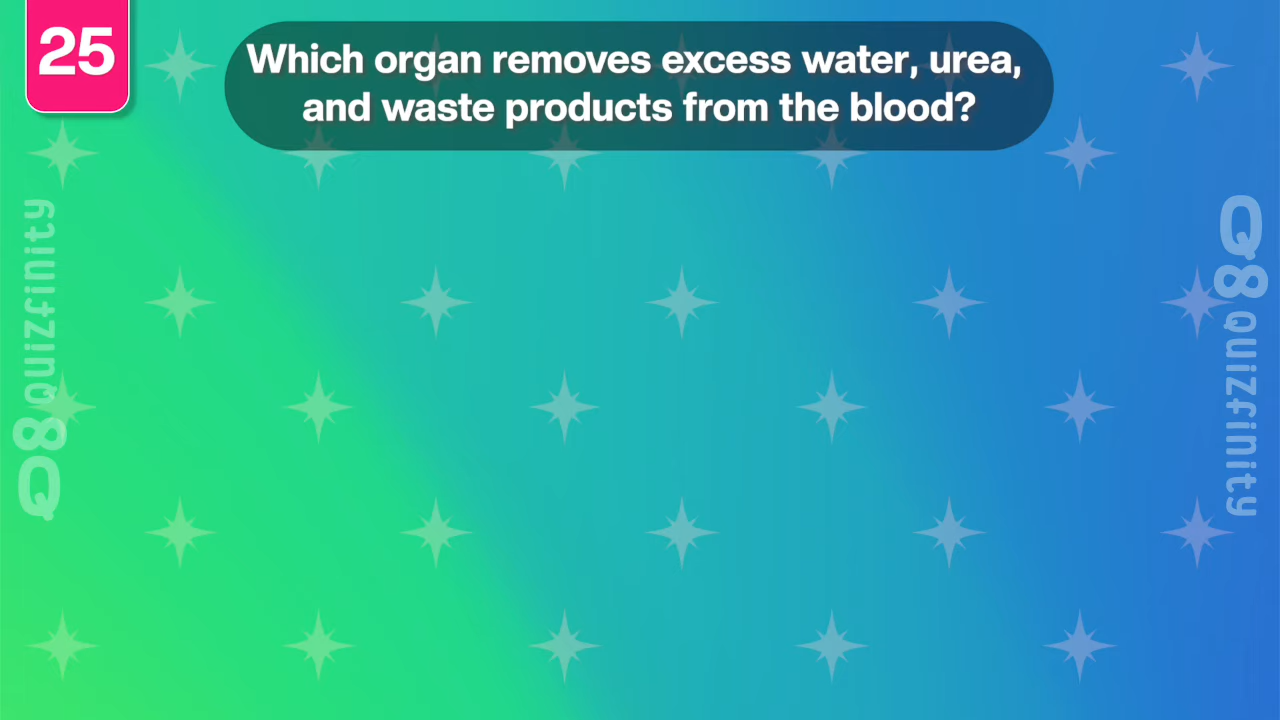 25
Which organ removes excess water, urea,
and waste products from the blood?
Q8 quizfinity
Q8 quizfinity